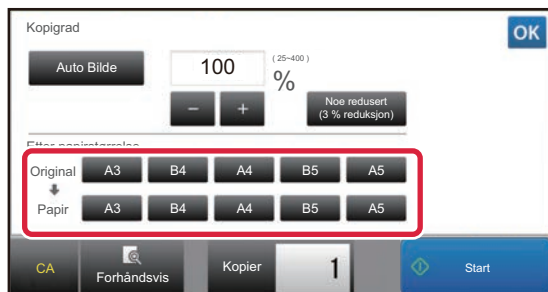 Kopigrad
OK
Auto Bilde
100
(25~400)
%
−
+
Noe redusert
(3 % reduksjon)
Original
A3 B4 A4 B5 A5
Papir
A3 B4 A4 B5 A5
CA
Forhåndsvis
Kopier
1
Start